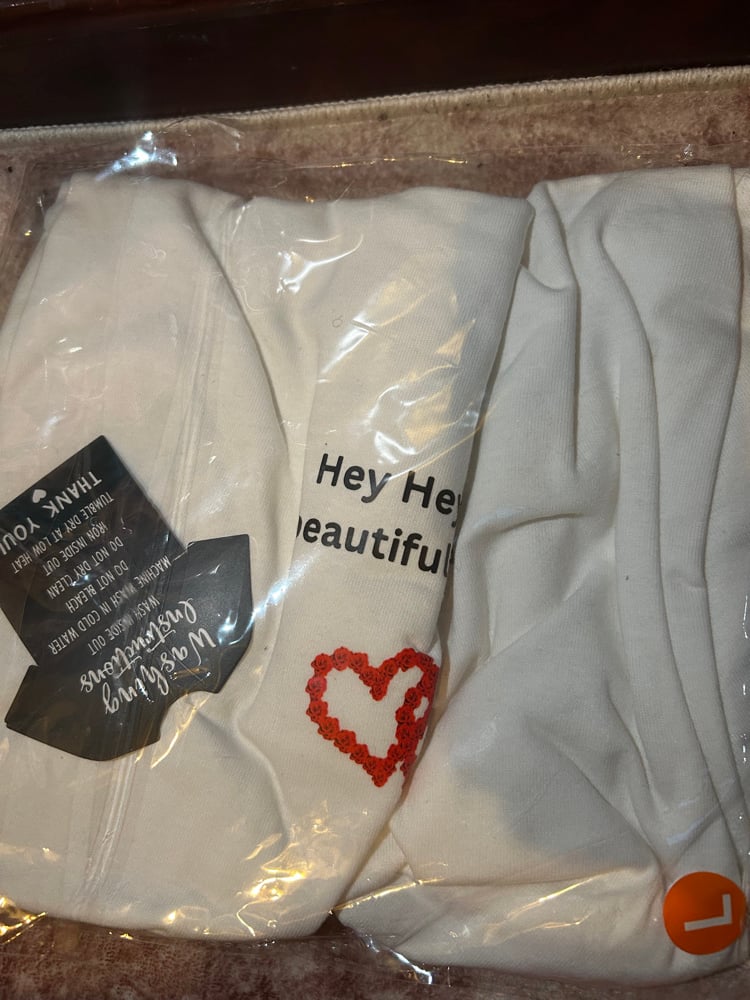 Hey Hey
beautiful
Washing
Instructions
WASH INSIDE OUT
MACHINE WASH IN COLD WATER
DO NOT BLEACH
DO NOT DRY CLEAN
IRON INSIDE OUT
TUMBLE DRY AT LOW HEAT
THANK YOU!
L